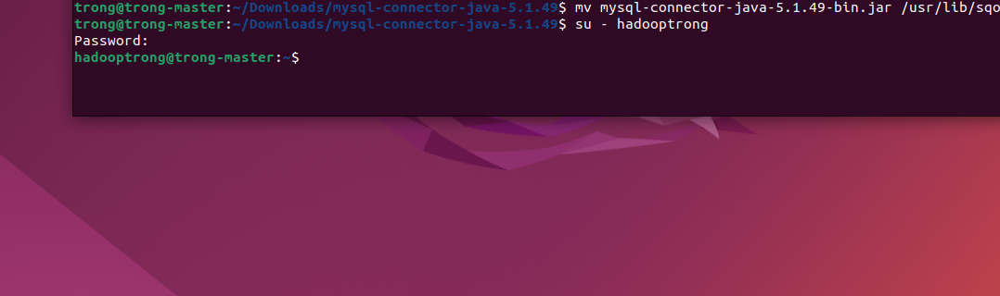 trong@trong-master:~/Downloads/mysql-connector-java-5.1.49$ mv mysql-connector-java-5.1.49-bin.jar /usr/lib/sqo
trong@trong-master:~/Downloads/mysql-connector-java-5.1.49$ su - hadooptrong
Password:
hadooptrong@trong-master:~$